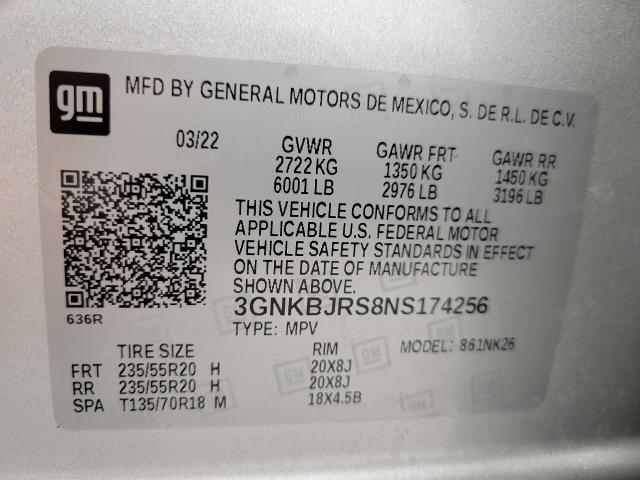 gm
MFD BY GENERAL MOTORS DE MEXICO, S. DE R.L. DE C.V.
03/22 GVWR GAWR FRT GAWR RR
2722 KG 1350 KG 1450 KG
6001 LB 2976 LB 3196 LB
THIS VEHICLE CONFORMS TO ALL
APPLICABLE U.S. FEDERAL MOTOR
VEHICLE SAFETY STANDARDS IN EFFECT
ON THE DATE OF MANUFACTURE
SHOWN ABOVE.
636R
3GNKBJRS8NS174256
TYPE: MPV MODEL: 861NK26
TIRE SIZE RIM
FRT 235/55R20 H 20X8J
RR 235/55R20 H 20X8J
SPA T135/70R18 M 18X4.5B